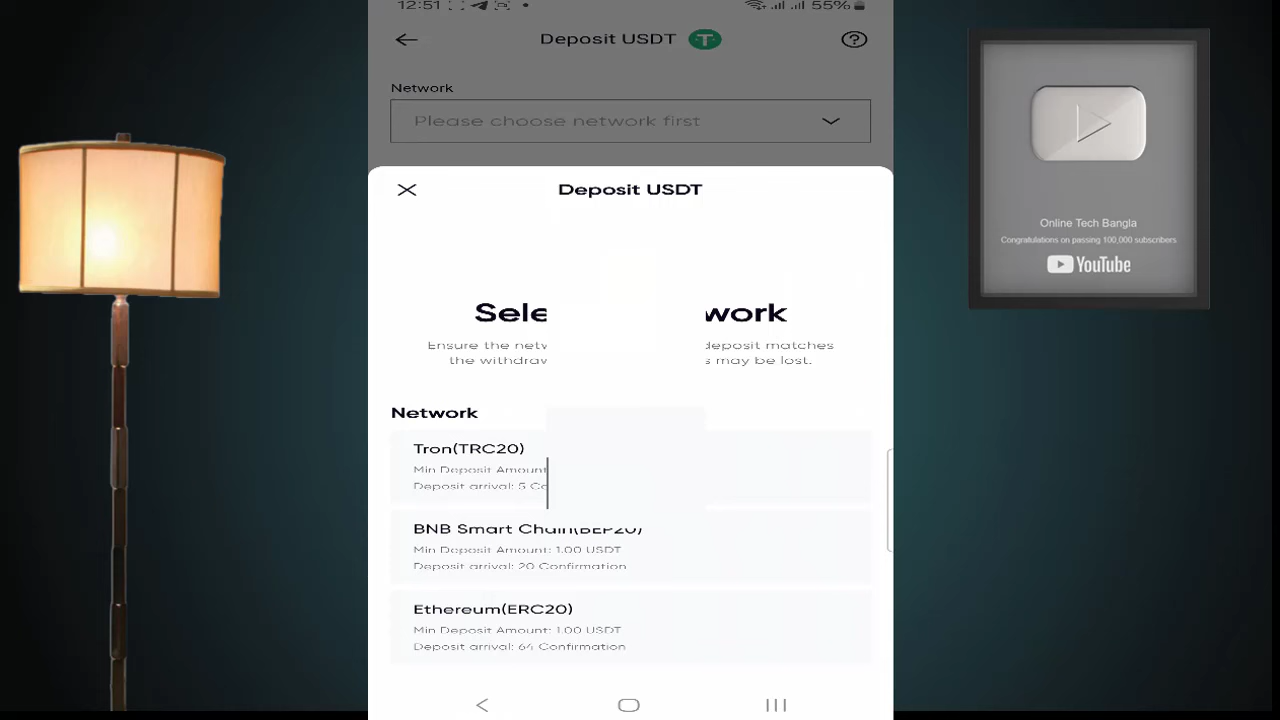 12:51
55%
Deposit USDT
Network
Please choose network first
Deposit USDT
Sele work
Ensure the netw deposit matches
the withdraw s may be lost.
Network
Tron(TRC20)
Min Deposit Amount
Deposit arrival: 5 Co
BNB Smart Chain(BEP20)
Min Deposit Amount: 1.00 USDT
Deposit arrival: 20 Confirmation
Ethereum(ERC20)
Min Deposit Amount: 1.00 USDT
Deposit arrival: 64 Confirmation
Online Tech Bangla
Congratulations on passing 100,000 subscribers
YouTube